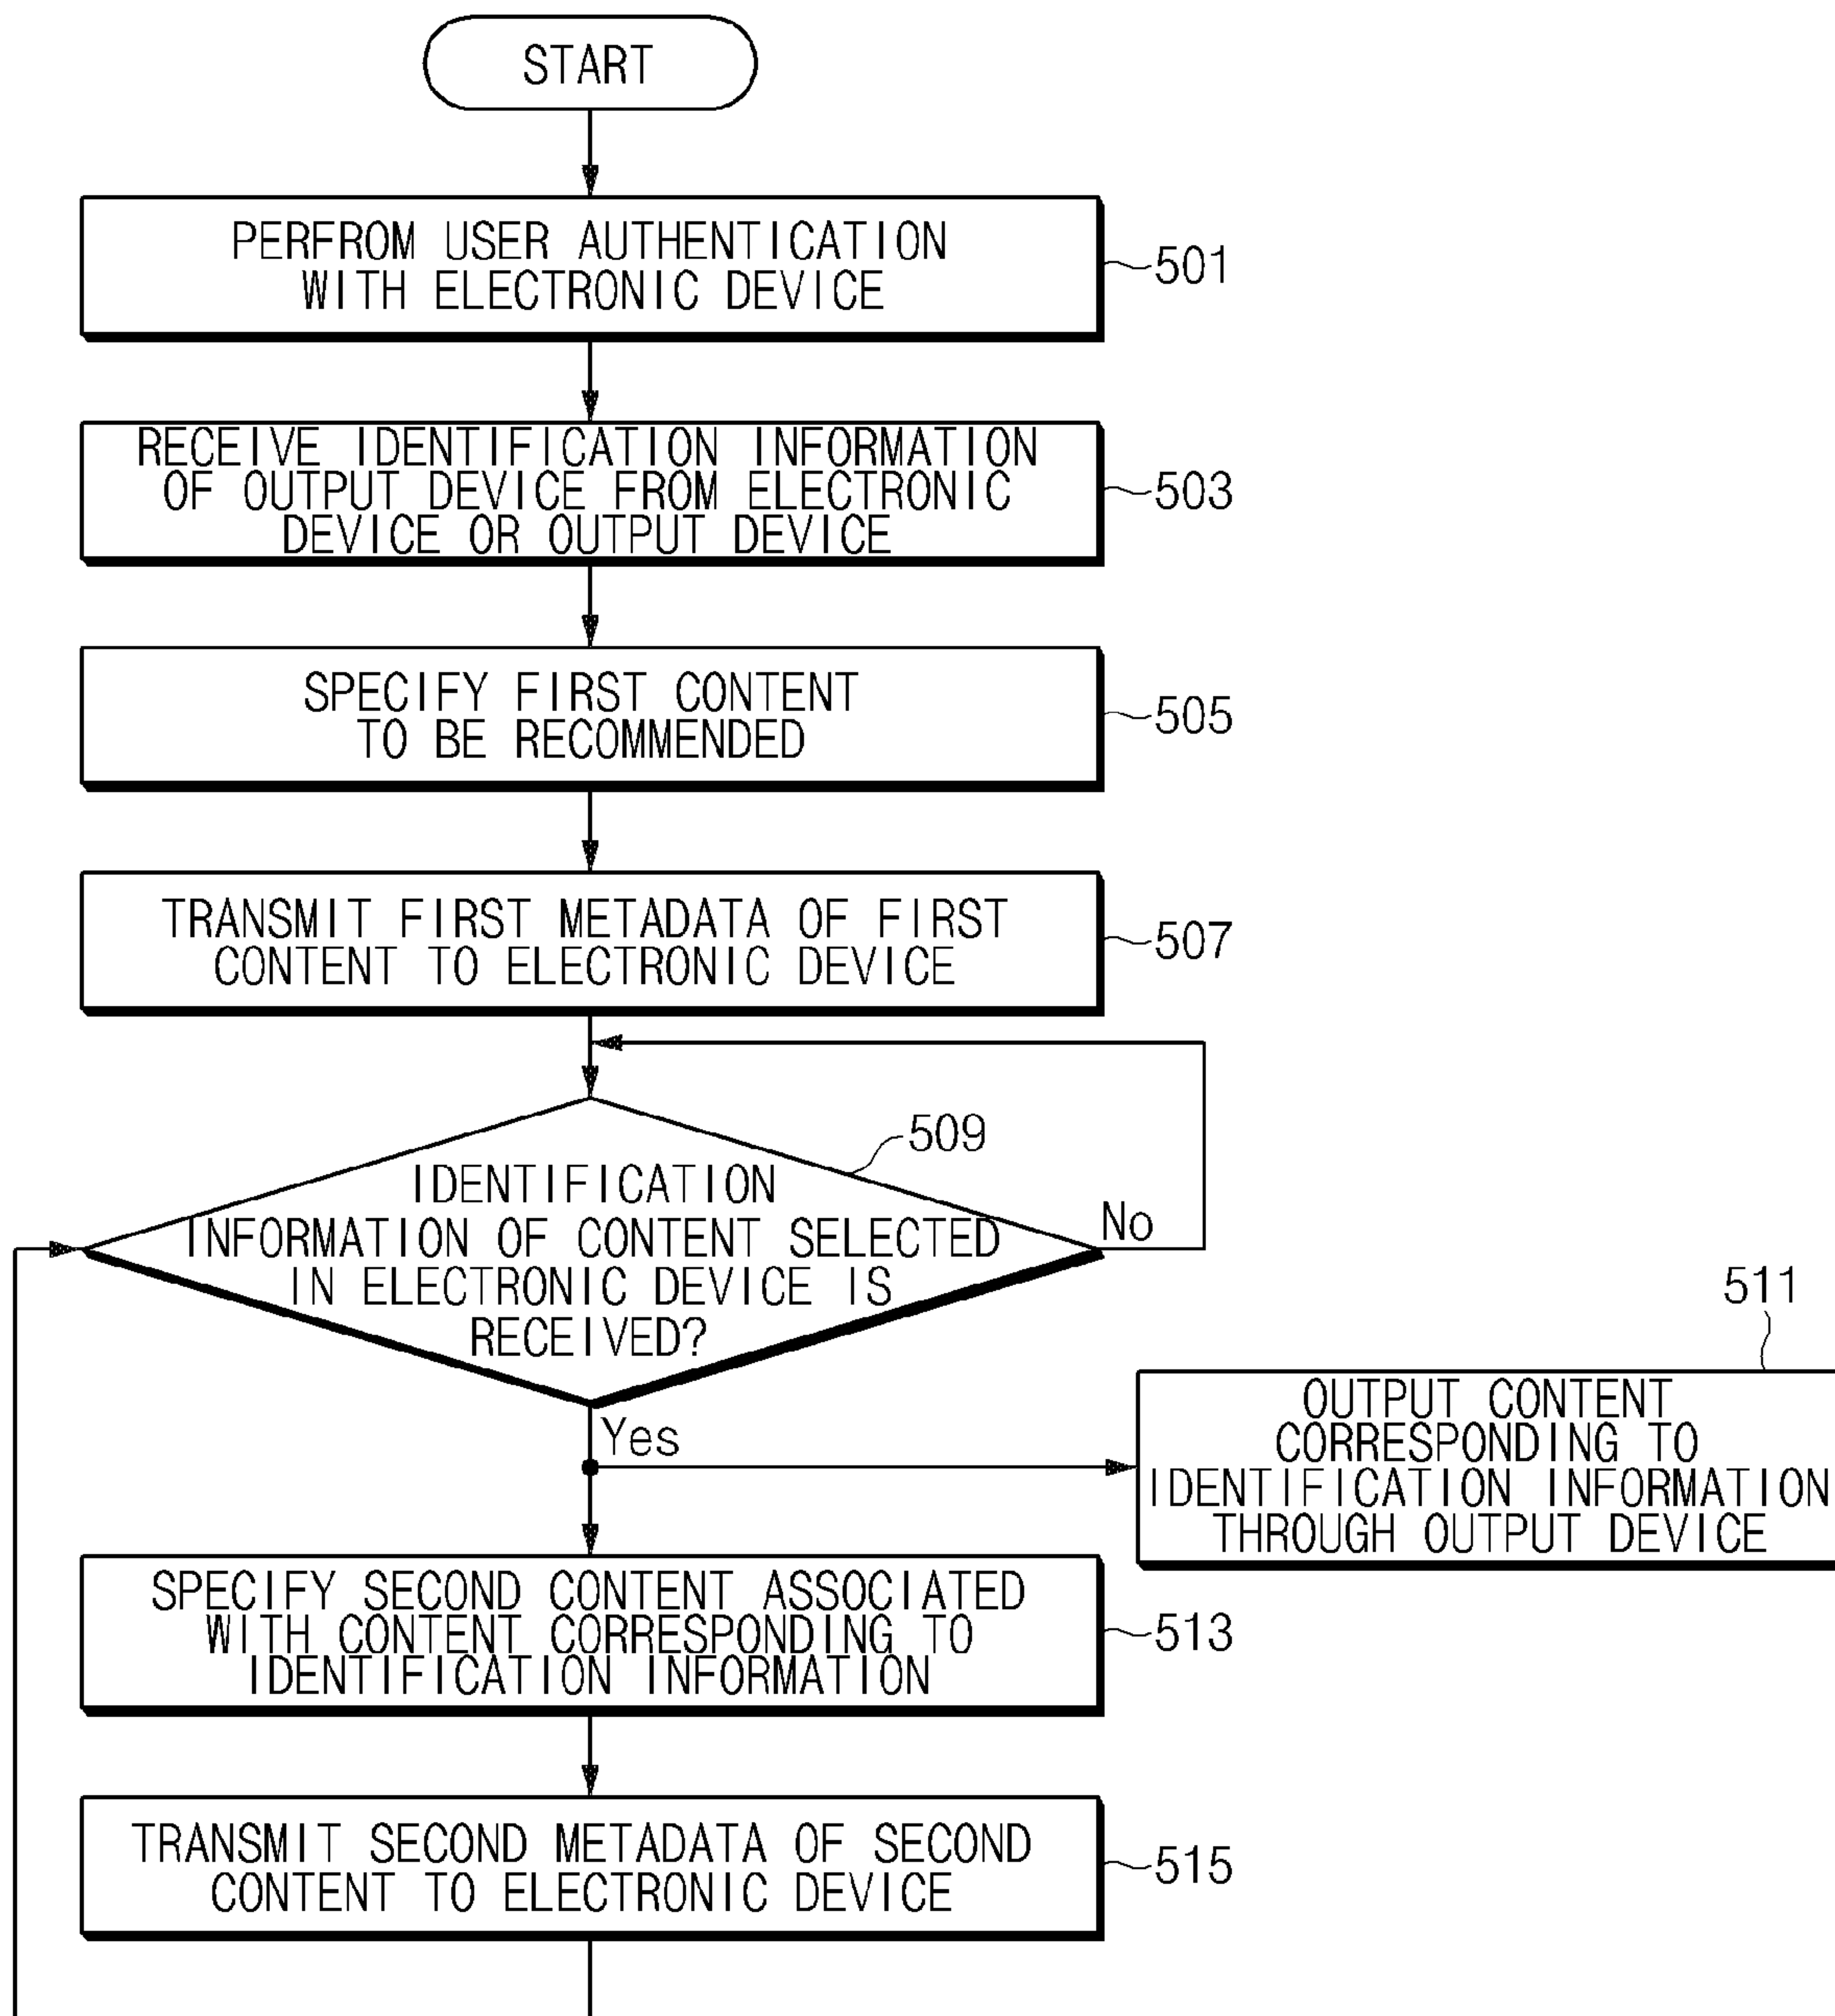 START
PERFROM USER AUTHENTICATION
WITH ELECTRONIC DEVICE
501
RECEIVE IDENTIFICATION INFORMATION
OF OUTPUT DEVICE FROM ELECTRONIC
DEVICE OR OUTPUT DEVICE
503
SPECIFY FIRST CONTENT
TO BE RECOMMENDED
505
TRANSMIT FIRST METADATA OF FIRST
CONTENT TO ELECTRONIC DEVICE
507
509
IDENTIFICATION
INFORMATION OF CONTENT SELECTED
IN ELECTRONIC DEVICE IS
RECEIVED?
No
Yes
511
OUTPUT CONTENT
CORRESPONDING TO
IDENTIFICATION INFORMATION
THROUGH OUTPUT DEVICE
SPECIFY SECOND CONTENT ASSOCIATED
WITH CONTENT CORRESPONDING TO
IDENTIFICATION INFORMATION
513
TRANSMIT SECOND METADATA OF SECOND
CONTENT TO ELECTRONIC DEVICE
515